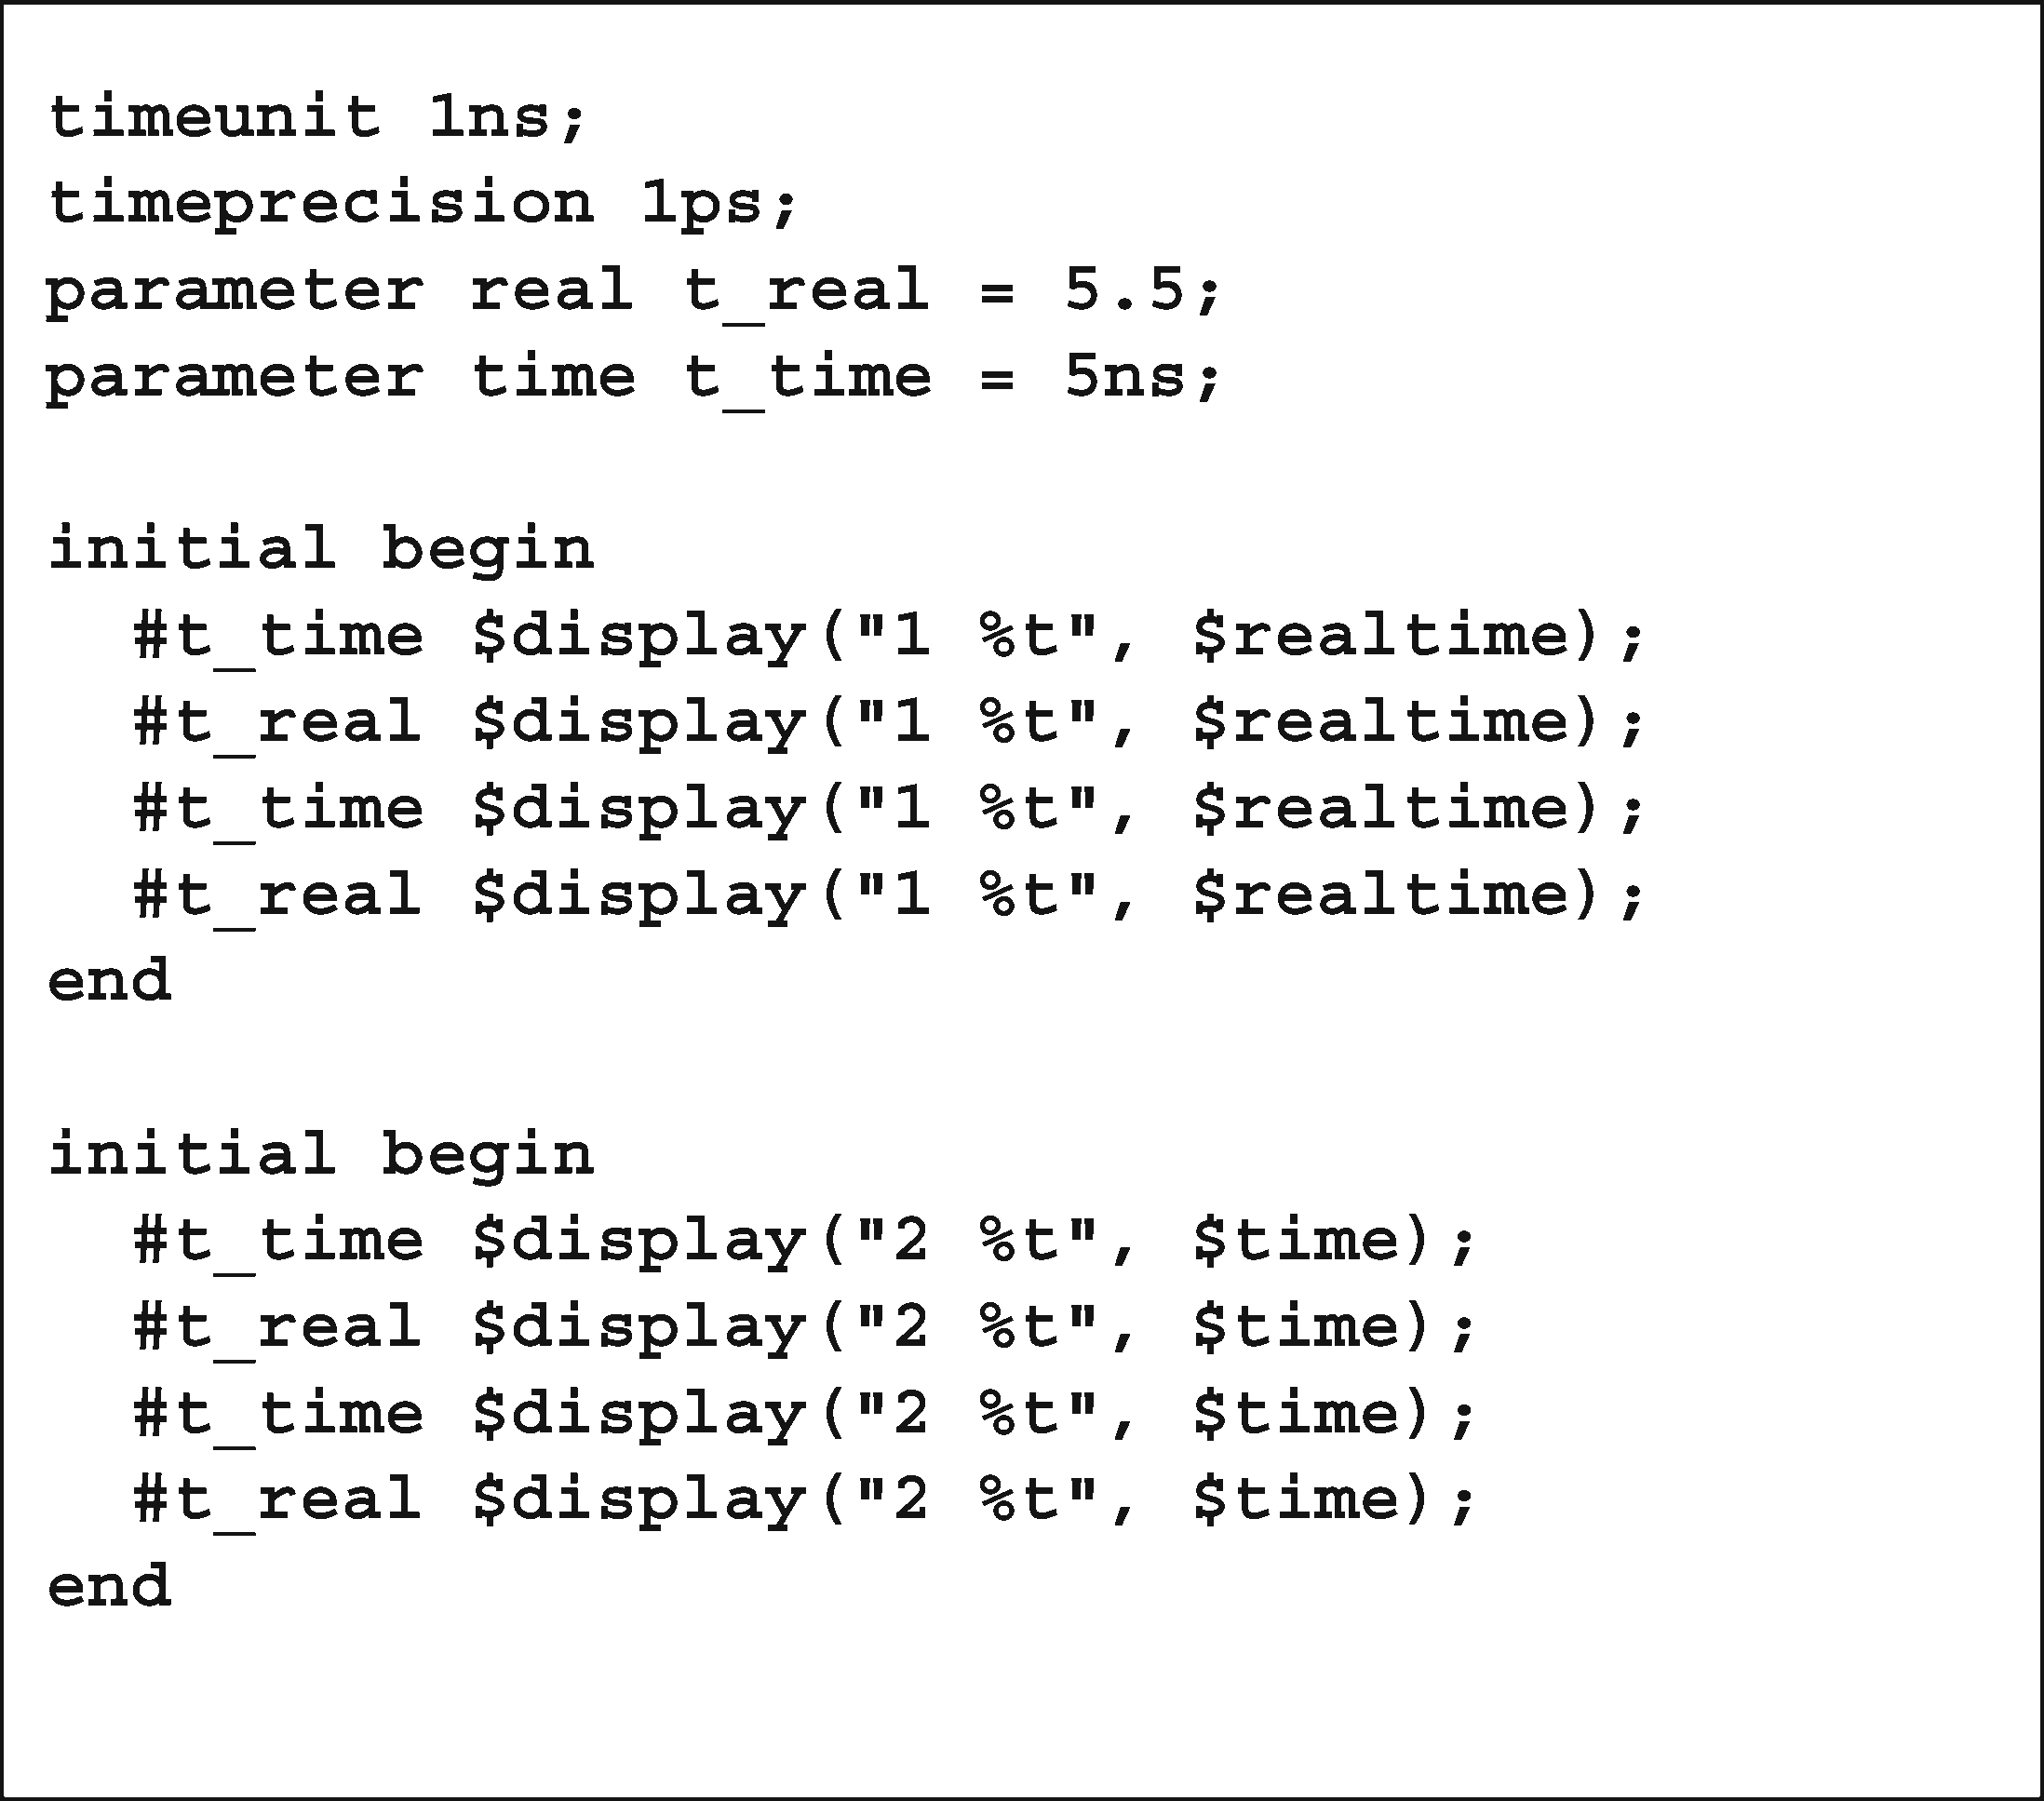 timeunit 1ns;
timeprecision 1ps;
parameter real t_real = 5.5;
parameter time t_time = 5ns;
initial begin
#t_time $display("1 %t", $realtime);
#t_real $display("1 %t", $realtime);
#t_time $display("1 %t", $realtime);
#t_real $display("1 %t", $realtime);
end
initial begin
#t_time $display("2 %t", $time);
#t_real $display("2 %t", $time);
#t_time $display("2 %t", $time);
#t_real $display("2 %t", $time);
end